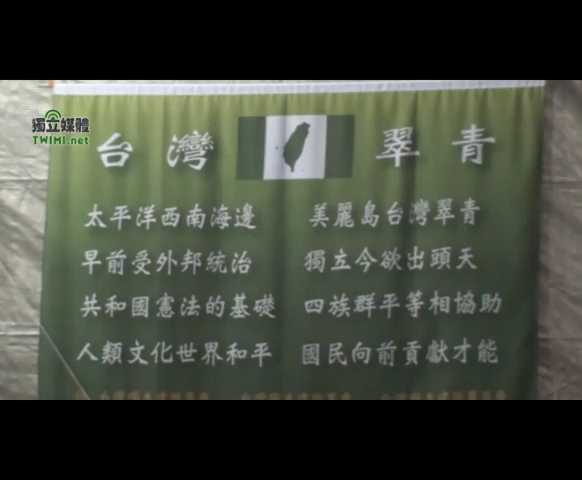 獨立媒體
TWIMI.net
台灣 翠青
太平洋西南海邊 美麗島台灣翠青
早前受外邦統治 獨立今欲出頭天
共和國憲法的基礎 四族群平等相協助
人類文化世界和平 國民向前貢獻才能